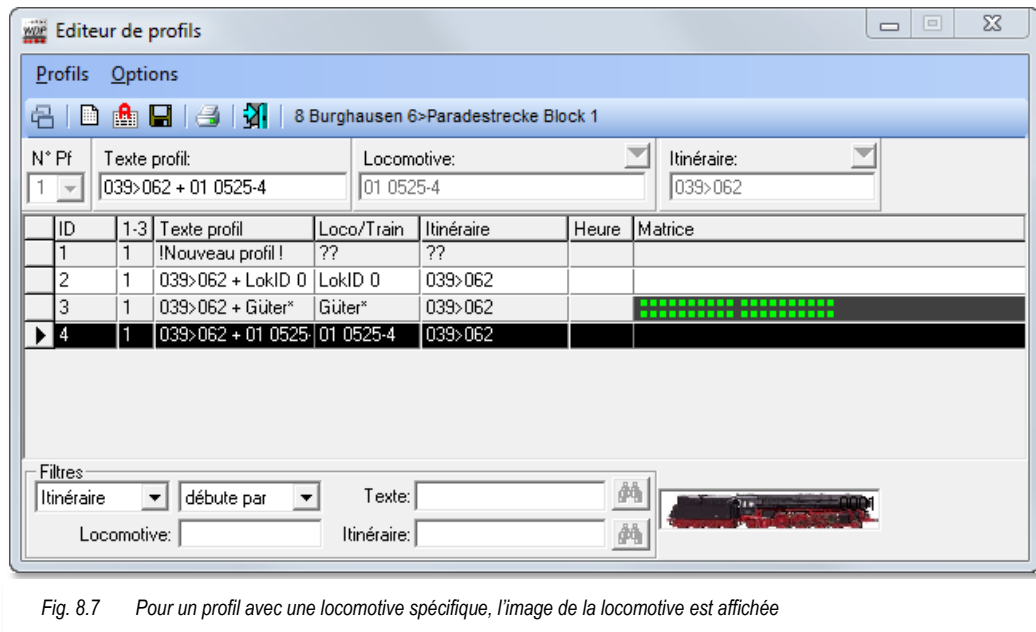 WDP Editeur de profils
Profils Options
8 Burghausen 6>Paradestrecke Block 1
N° Pf Texte profil: Locomotive: Itinéraire:
1 039>062 + 01 0525-4 01 0525-4 039>062
ID 1-3 Texte profil Loco/Train Itinéraire Heure Matrice
1 1 !Nouveau profil ! ?? ??
2 1 039>062 + LokID 0 LokID 0 039>062
3 1 039>062 + Güter* Güter* 039>062
4 1 039>062 + 01 0525- 01 0525-4 039>062
Filtres
Itinéraire débute par Texte:
Locomotive: Itinéraire:
0001
Fig. 8.7 Pour un profil avec une locomotive spécifique, l'image de la locomotive est affichée